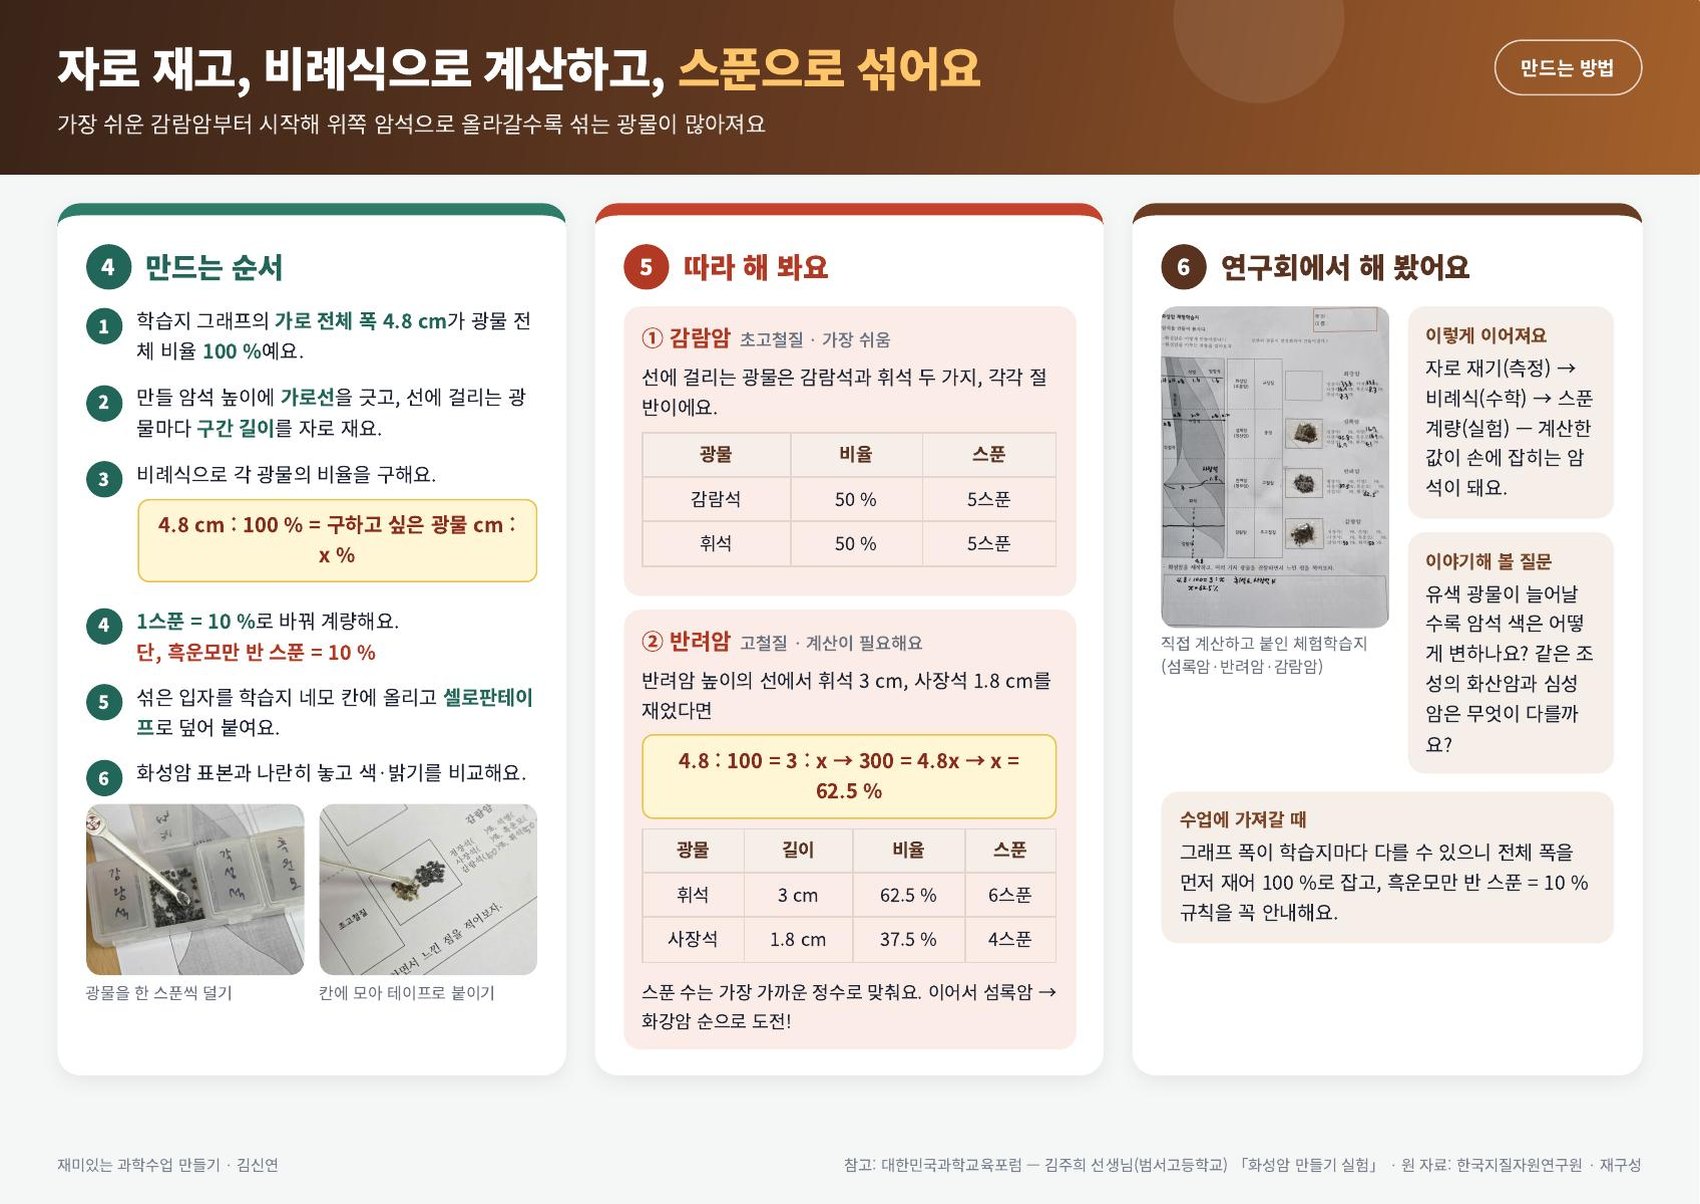 자로 재고, 비례식으로 계산하고, 스푼으로 섞어요
만드는 방법
가장 쉬운 감람암부터 시작해 위쪽 암석으로 올라갈수록 섞는 광물이 많아져요
4 만드는 순서
1 학습지 그래프의 가로 전체 폭 4.8 cm가 광물 전
체 비율 100 %예요.
2 만들 암석 높이에 가로선을 긋고, 선에 걸리는 광
물마다 구간 길이를 자로 재요.
3 비례식으로 각 광물의 비율을 구해요.
4.8 cm : 100 % = 구하고 싶은 광물 cm :
x %
4 1스푼 = 10 %로 바꿔 계량해요.
단, 흑운모만 반 스푼 = 10 %
5 섞은 입자를 학습지 네모 칸에 올리고 셀로판테이
프로 덮어 붙여요.
6 화성암 표본과 나란히 놓고 색·밝기를 비교해요.
감람석
각섬석
흑운모
초고철질
감람암
면서 느낀 점을 적어보자.
광물을 한 스푼씩 덜기
칸에 모아 테이프로 붙이기
5 따라 해 봐요
① 감람암 초고철질 · 가장 쉬움
선에 걸리는 광물은 감람석과 휘석 두 가지, 각각 절
반이에요.
광물 비율 스푼
감람석 50 % 5스푼
휘석 50 % 5스푼
② 반려암 고철질 · 계산이 필요해요
반려암 높이의 선에서 휘석 3 cm, 사장석 1.8 cm를
재었다면
4.8 : 100 = 3 : x → 300 = 4.8x → x =
62.5 %
광물 길이 비율 스푼
휘석 3 cm 62.5 % 6스푼
사장석 1.8 cm 37.5 % 4스푼
스푼 수는 가장 가까운 정수로 맞춰요. 이어서 섬록암 →
화강암 순으로 도전!
6 연구회에서 해 봤어요
직접 계산하고 붙인 체험학습지
(섬록암·반려암·감람암)
이렇게 이어져요
자로 재기(측정) →
비례식(수학) → 스푼
계량(실험) — 계산한
값이 손에 잡히는 암
석이 돼요.
이야기해 볼 질문
유색 광물이 늘어날
수록 암석 색은 어떻
게 변하나요? 같은 조
성의 화산암과 심성
암은 무엇이 다를까
요?
수업에 가져갈 때
그래프 폭이 학습지마다 다를 수 있으니 전체 폭을
먼저 재어 100 %로 잡고, 흑운모만 반 스푼 = 10 %
규칙을 꼭 안내해요.
재미있는 과학수업 만들기 · 김신연
참고: 대한민국과학교육포럼 — 김주희 선생님(범서고등학교) 「화성암 만들기 실험」 · 원 자료: 한국지질자원연구원 · 재구성